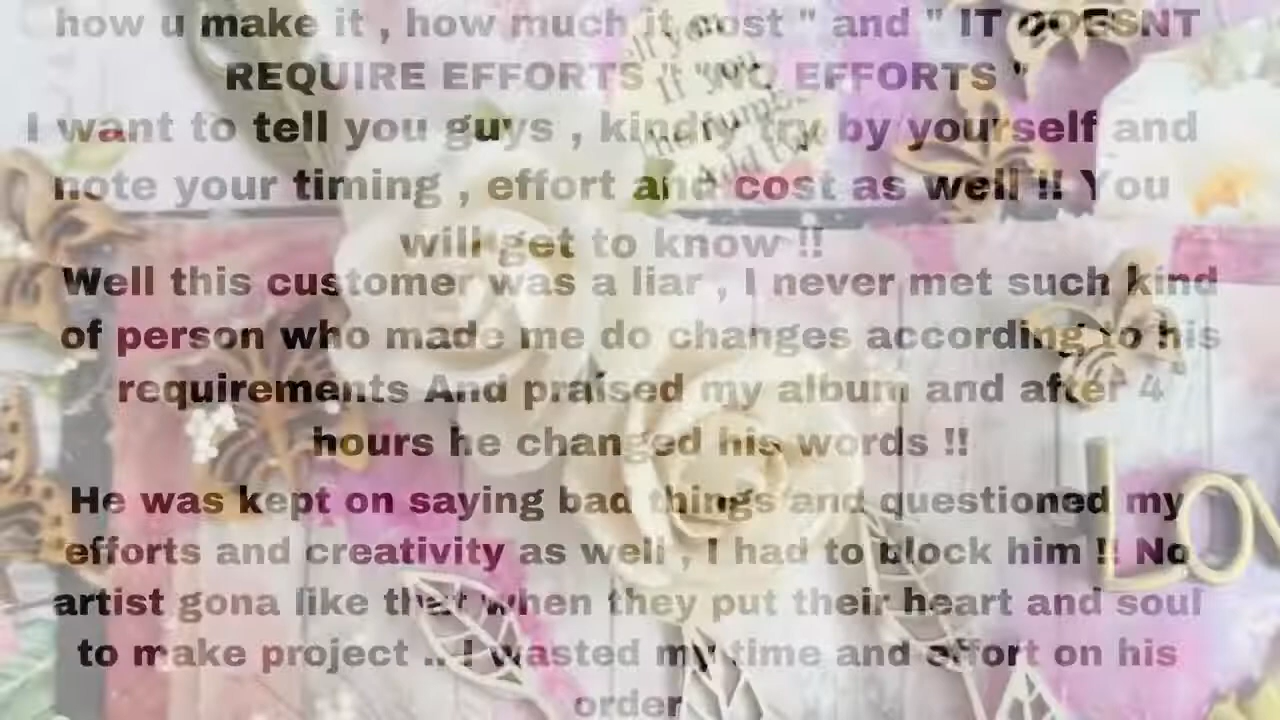 how u make it , how much it cost " and " IT DOESNT
REQUIRE EFFORTS " " NO EFFORTS "
I want to tell you guys , kindly try by yourself and
note your timing , effort and cost as well !! You
will get to know !!
Well this customer was a liar , I never met such kind
of person who made me do changes according to his
requirements And praised my album and after 4
hours he changed his words !!
He was kept on saying bad things and questioned my
efforts and creativity as well , I had to block him !! No
artist gona like that when they put their heart and soul
to make project .. I wasted my time and effort on his
order
Lov